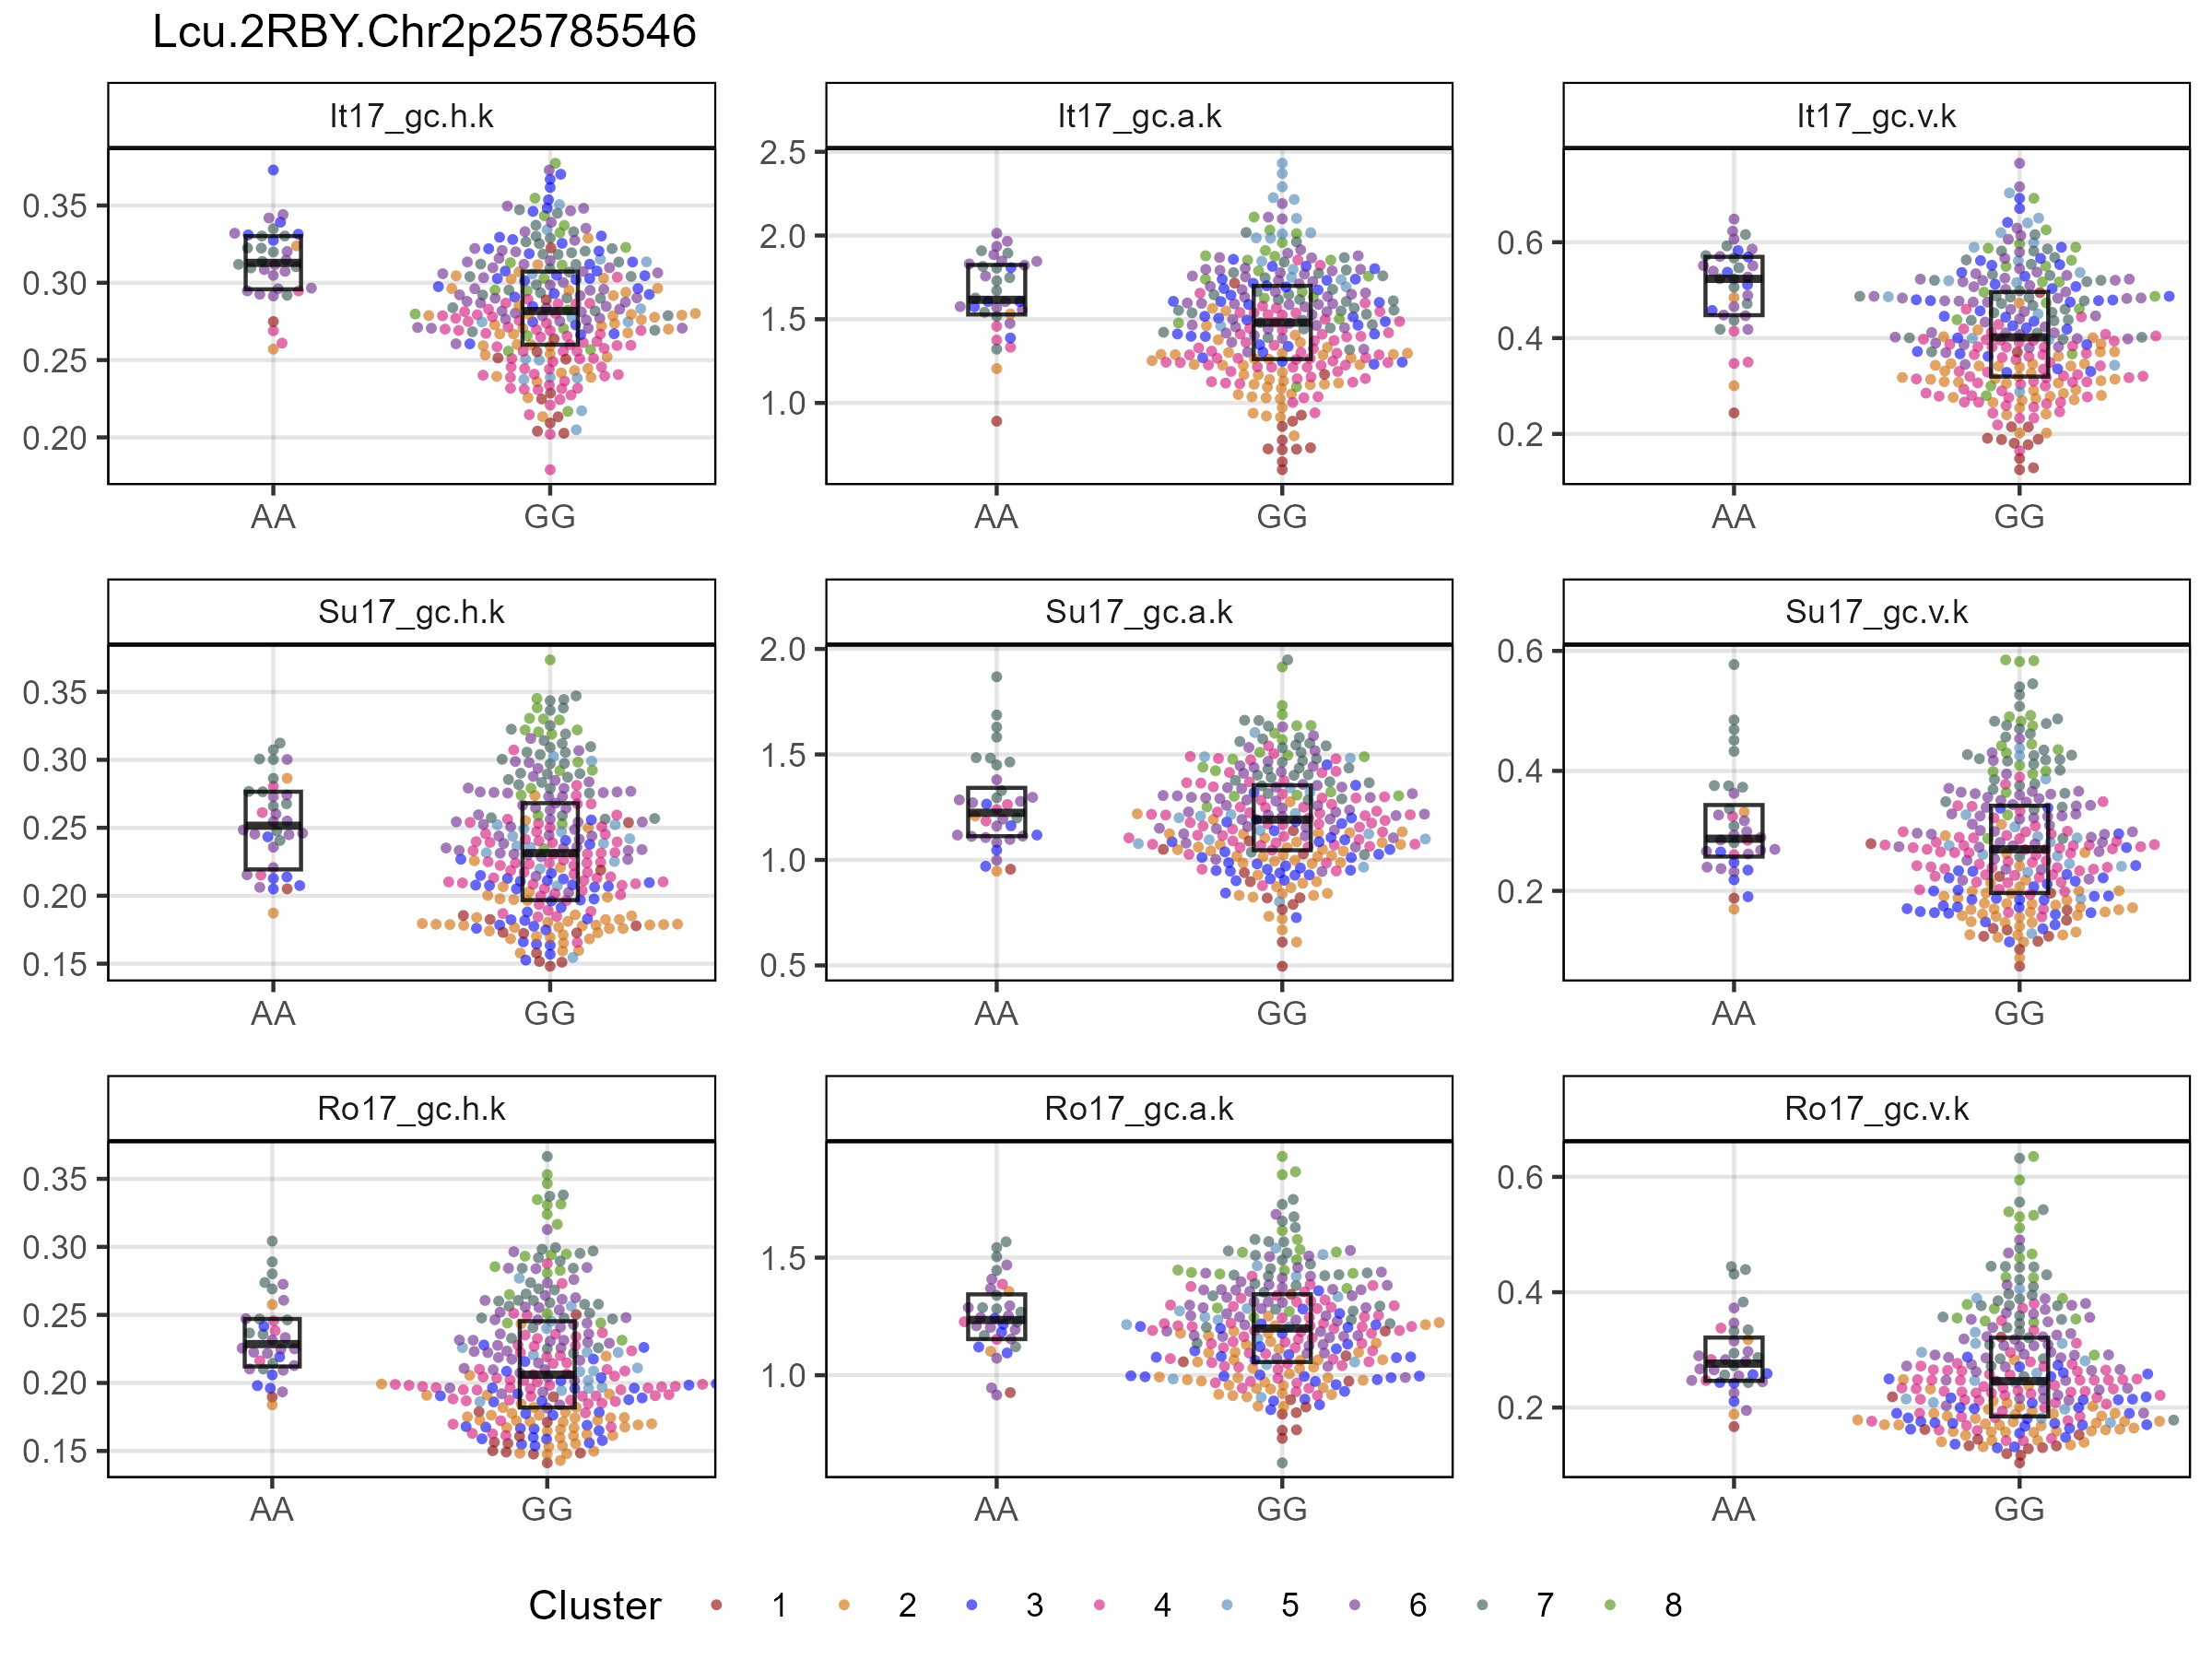 Lcu.2RBY.Chr2p25785546
It17_gc.h.k
It17_gc.a.k
It17_gc.v.k
0.35
0.30
0.25
0.20
AA GG
2.5
2.0
1.5
1.0
AA GG
0.6
0.4
0.2
AA GG
Su17_gc.h.k
Su17_gc.a.k
Su17_gc.v.k
0.35
0.30
0.25
0.20
0.15
AA GG
2.0
1.5
1.0
0.5
AA GG
0.6
0.4
0.2
AA GG
Ro17_gc.h.k
Ro17_gc.a.k
Ro17_gc.v.k
0.35
0.30
0.25
0.20
0.15
AA GG
1.5
1.0
AA GG
0.6
0.4
0.2
AA GG
Cluster 1 2 3 4 5 6 7 8